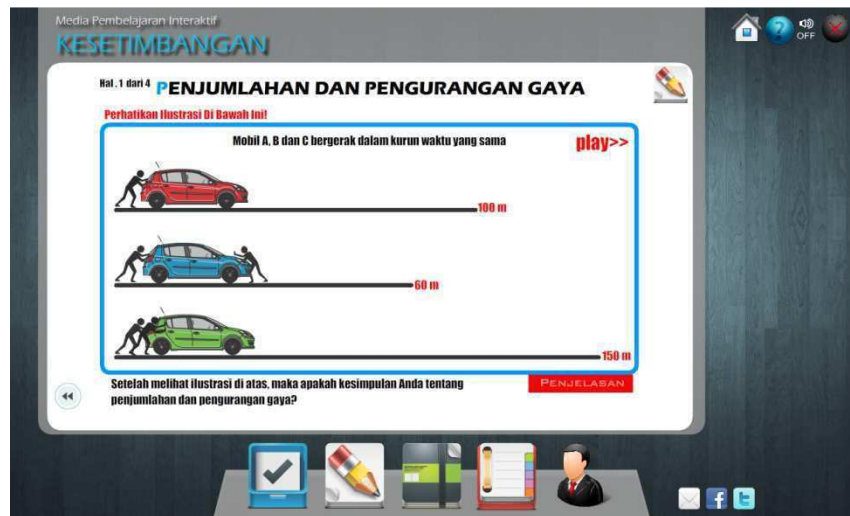 Media Pembelajaran Interaktif
KESETIMBANGAN
OFF
Hal . 1 dari 4 PENJUMLAHAN DAN PENGURANGAN GAYA
Perhatikan Ilustrasi Di Bawah Ini!
Mobil A, B dan C bergerak dalam kurun waktu yang sama
play>>
100 m
60 m
150 m
Setelah melihat ilustrasi di atas, maka apakah kesimpulan Anda tentang
penjumlahan dan pengurangan gaya?
PENJELASAN